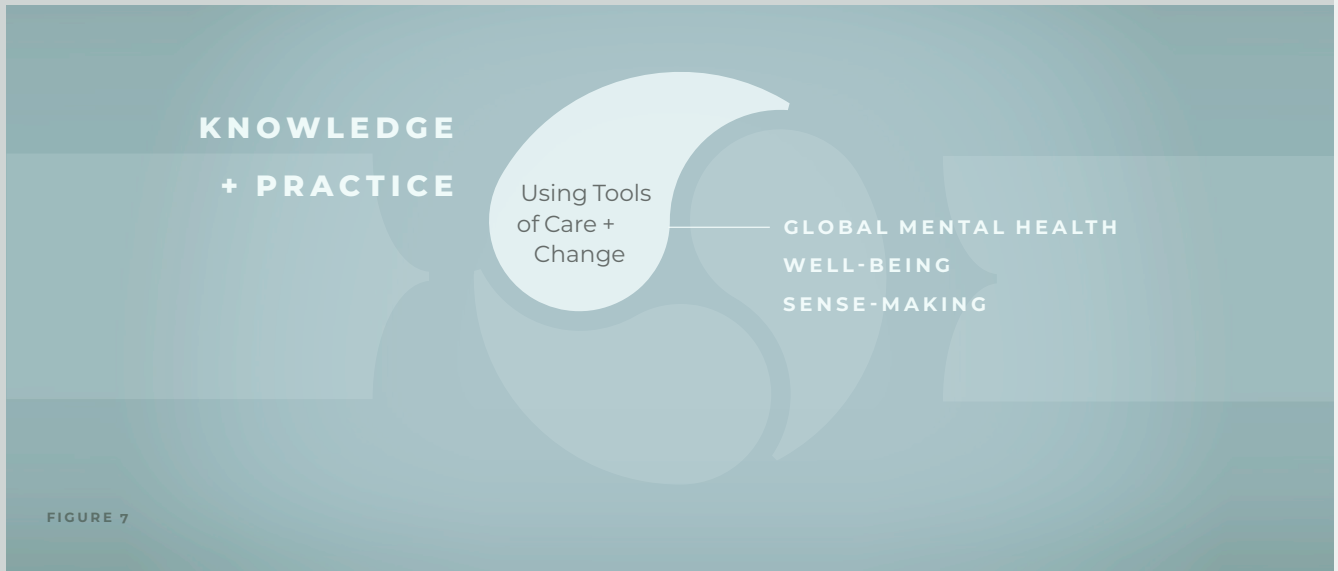 KNOWLEDGE
+ PRACTICE
Using Tools
of Care +
Change
GLOBAL MENTAL HEALTH
WELL-BEING
SENSE-MAKING
FIGURE 7